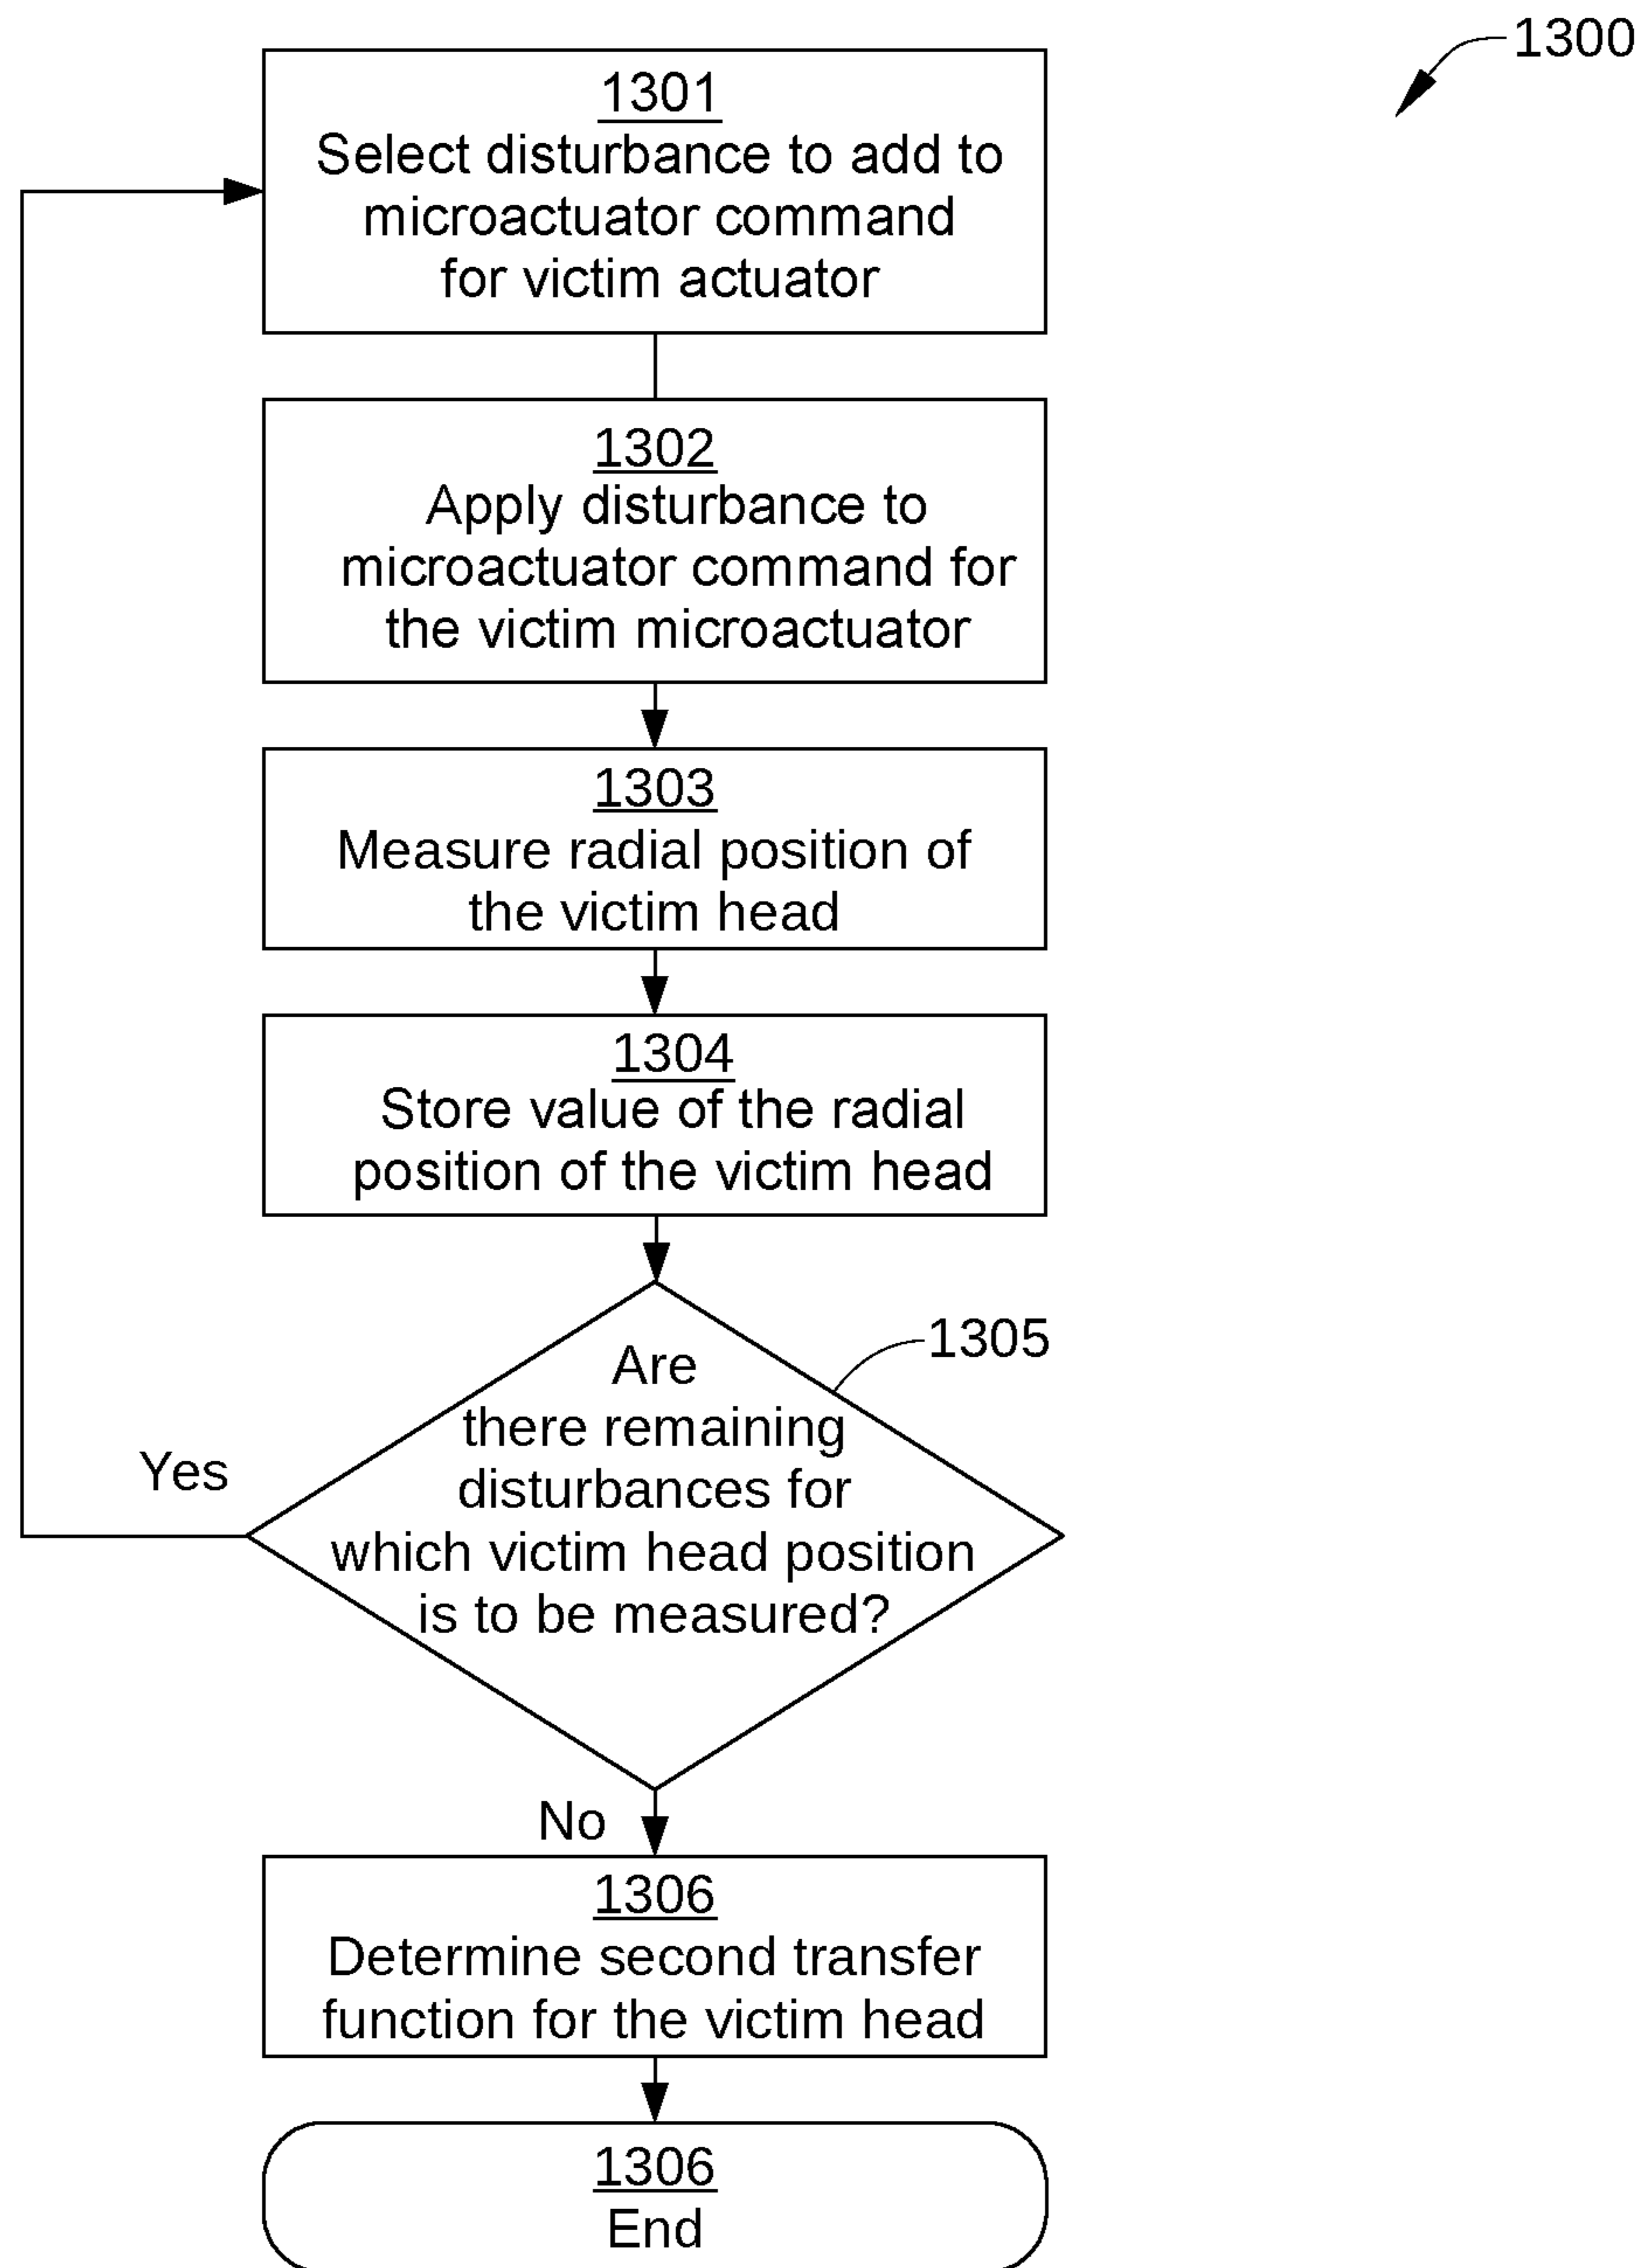 1300
1301
Select disturbance to add to
microactuator command
for victim actuator
1302
Apply disturbance to
microactuator command for
the victim microactuator
1303
Measure radial position of
the victim head
1304
Store value of the radial
position of the victim head
1305
Are
there remaining
disturbances for
which victim head position
is to be measured?
Yes
No
1306
Determine second transfer
function for the victim head
1306
End